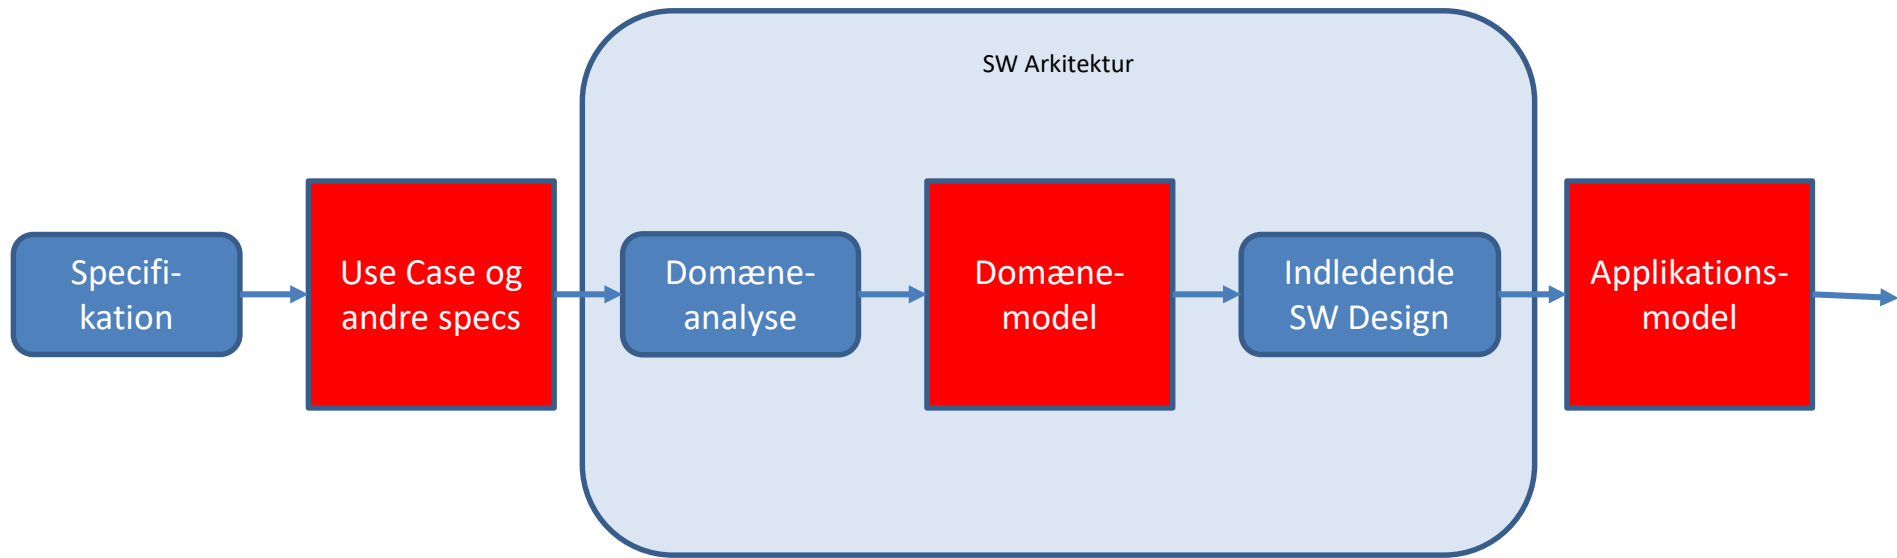 SW Arkitektur
Specifi-
kation
Use Case og
andre specs
Domæne-
analyse
Domæne-
model
Indledende
SW Design
Applikations-
model